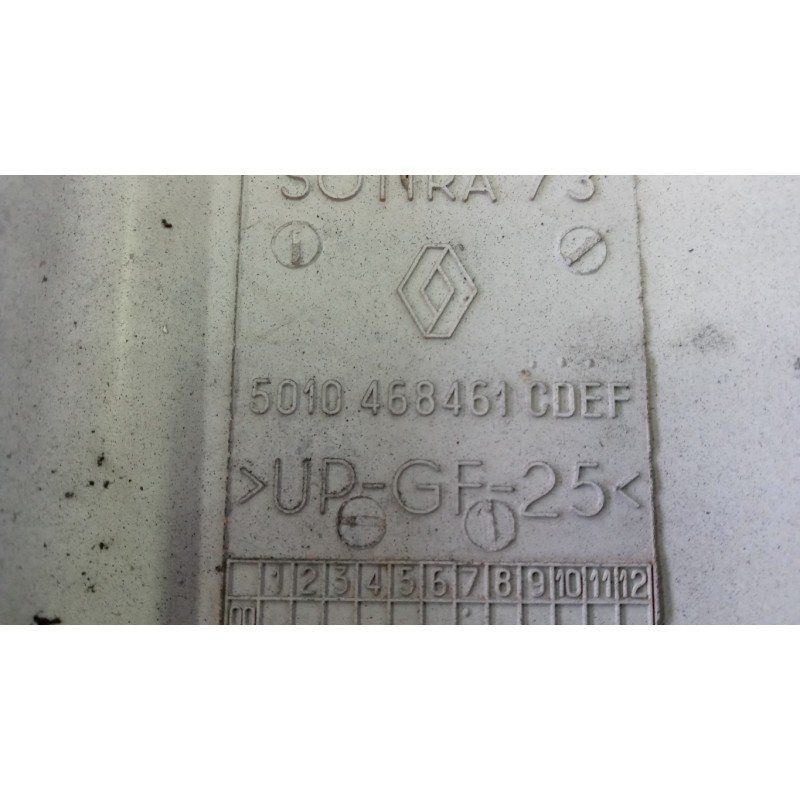 SOTIRA 73
5010 468461 CDEF
>UP-GF-25<
1 2 3 4 5 6 7 8 9 10 11 12